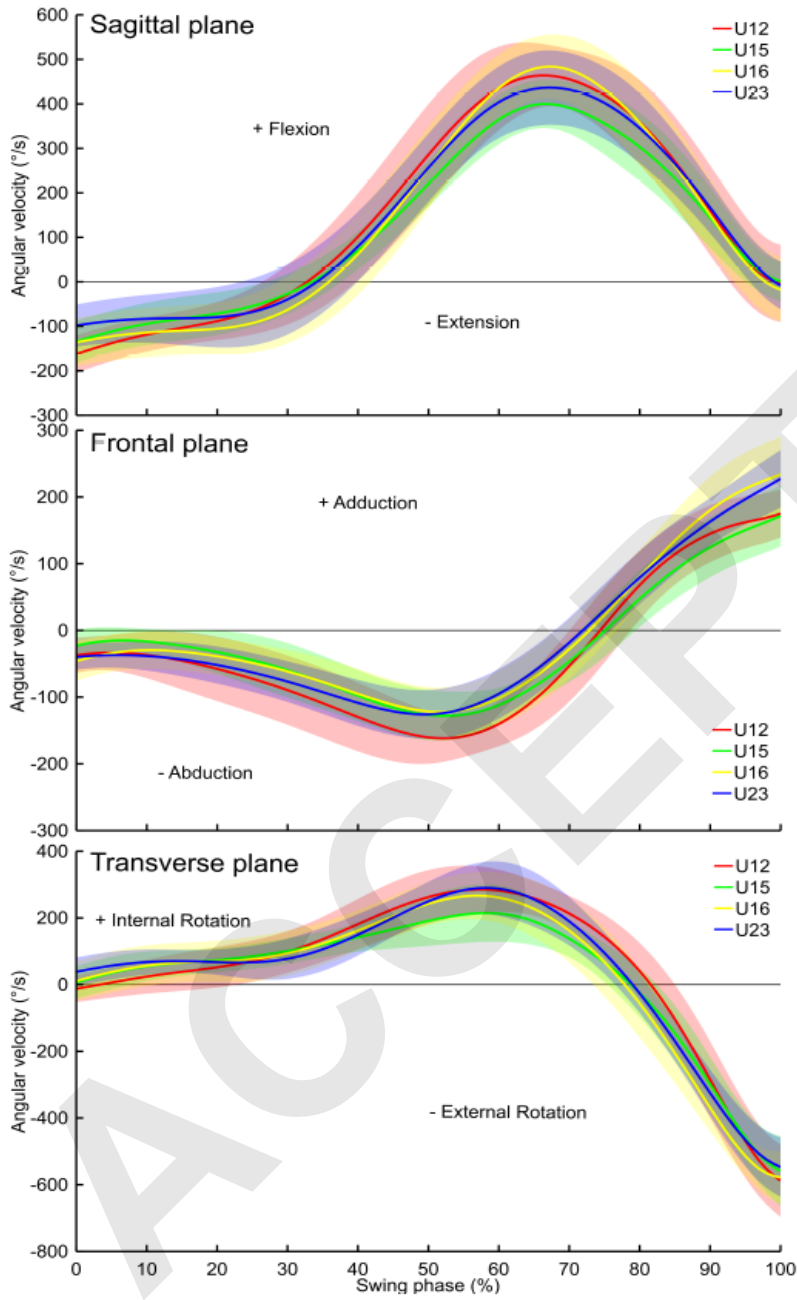 Sagittal plane
U12
U15
U16
U23
+ Flexion
- Extension
Angular velocity (°/s)
600
500
400
300
200
100
0
-100
-200
-300
Frontal plane
+ Adduction
- Abduction
U12
U15
U16
U23
Angular velocity (°/s)
300
200
100
0
-100
-200
-300
Transverse plane
U12
U15
U16
U23
+ Internal Rotation
- External Rotation
Angular velocity (°/s)
400
200
0
-200
-400
-600
-800
0 10 20 30 40 50 60 70 80 90 100
Swing phase (%)